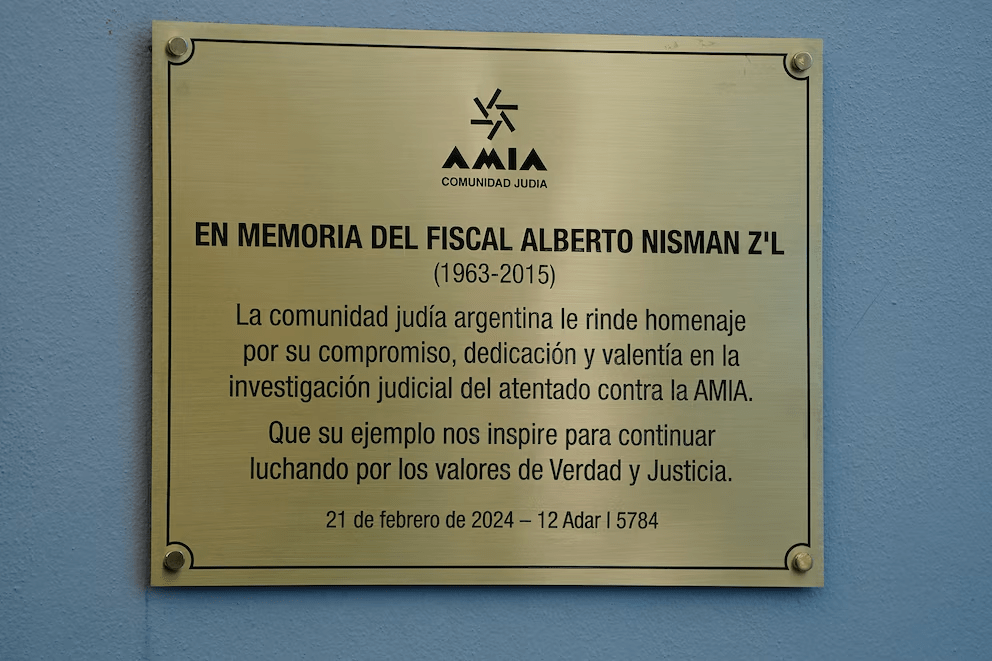 AMIA
COMUNIDAD JUDIA
EN MEMORIA DEL FISCAL ALBERTO NISMAN Z'L
(1963-2015)
La comunidad judía argentina le rinde homenaje
por su compromiso, dedicación y valentía en la
investigación judicial del atentado contra la AMIA.
Que su ejemplo nos inspire para continuar
luchando por los valores de Verdad y Justicia.
21 de febrero de 2024 – 12 Adar I 5784